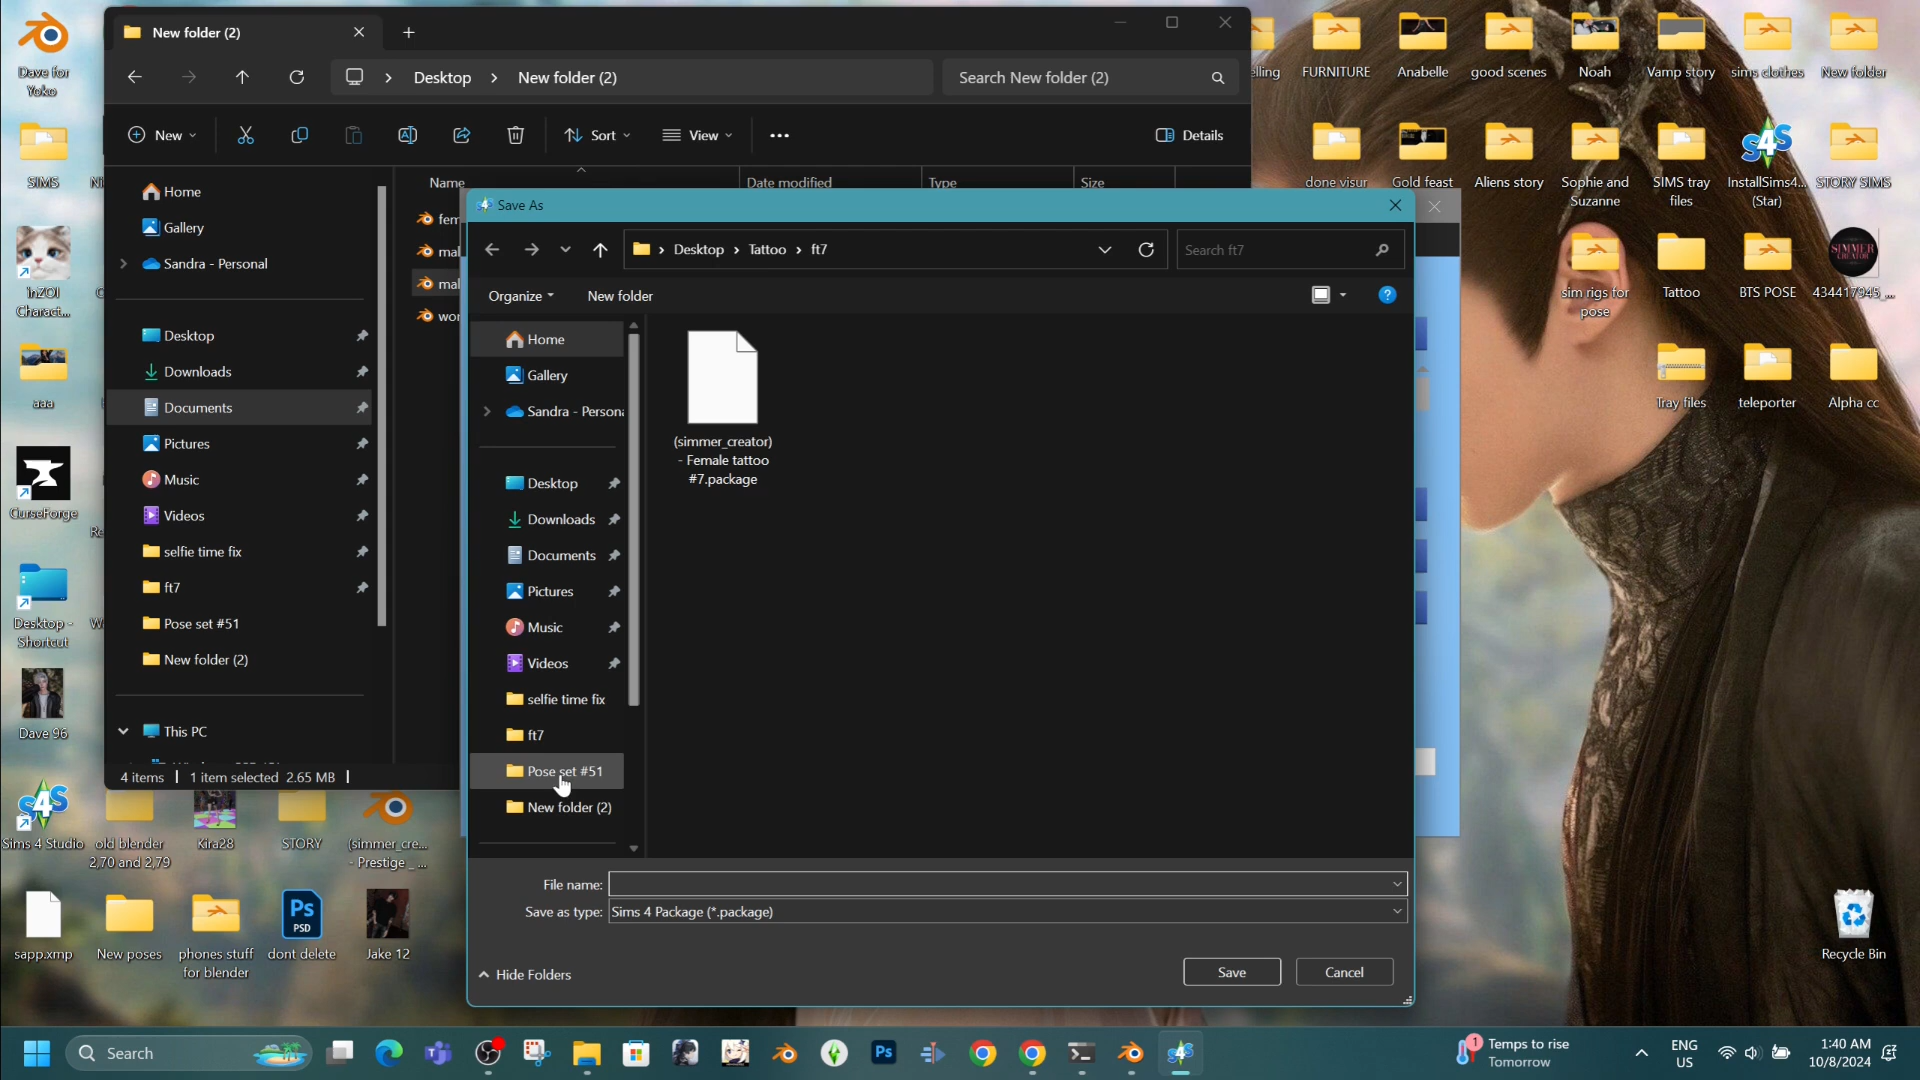 New folder (2)
Desktop
New folder (2)
Search New folder (2)
New
Sort
View
Details
Name
Date modified
Type
Size
Home
Gallery
Sandra - Personal
Desktop
Downloads
Documents
Pictures
Music
Videos
selfie time fix
ft7
Pose set #51
New folder (2)
This PC
4 items
1 item selected 2.65 MB
Save As
Desktop
Tattoo
ft7
Search ft7
Organize
New folder
Home
Gallery
Sandra - Persona
Desktop
Downloads
Documents
Pictures
Music
Videos
selfie time fix
ft7
Pose set #51
New folder (2)
(simmer_creator)
- Female tattoo
#7.package
File name:
Save as type:
Sims 4 Package (*.package)
Hide Folders
Save
Cancel
Dave for
Yoko
SIMS
inZOI
Charact...
aaa
CurseForge
Desktop -
Shortcut
Dave 96
Sims 4 Studio
old blender
2,70 and 2,79
Kira28
STORY
(simmer_cre...
- Prestige _ ...
sapp.xmp
New poses
phones stuff
for blender
Ps
PSD
dont delete
Jake 12
FURNITURE
Anabelle
good scenes
Noah
Vamp story
sims clothes
New folder
done visur
Gold feast
Aliens story
Sophie and
Suzanne
SIMS tray
files
InstallSims4...
(Star)
STORY SIMS
sim rigs for
pose
Tattoo
BTS POSE
SIMMER
CREATOR
434417945_...
Tray files
teleporter
Alpha cc
Recycle Bin
Search
Ps
1
Temps to rise
Tomorrow
ENG
US
1:40 AM
10/8/2024